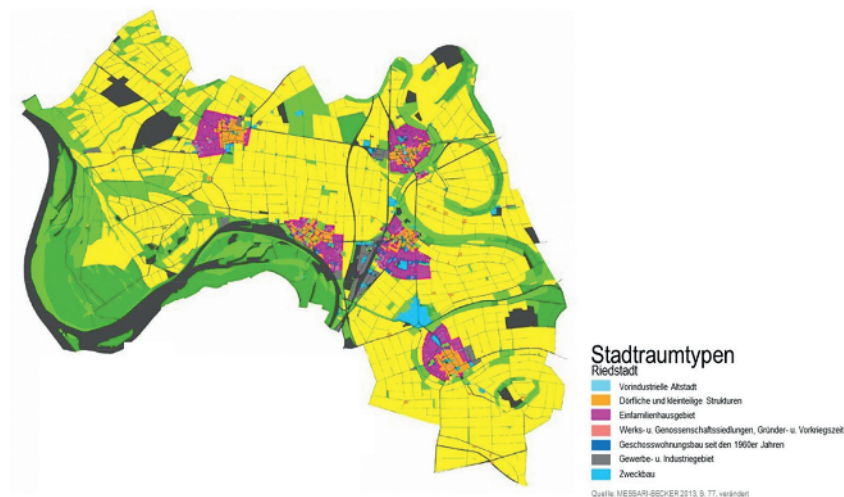 Stadtraumtypen
Riedstadt
Vorindustrielle Altstadt
Dörfliche und kleinteilige Strukturen
Einfamilienhausgebiet
Werks- u. Genossenschaftssiedlungen, Gründer- u. Vorkriegszeit
Geschosswohnungsbau seit den 1960er Jahren
Gewerbe- u. Industriegebiet
Zweckbau
Quelle: MESSARI-BECKER 2013, S. 77, verändert